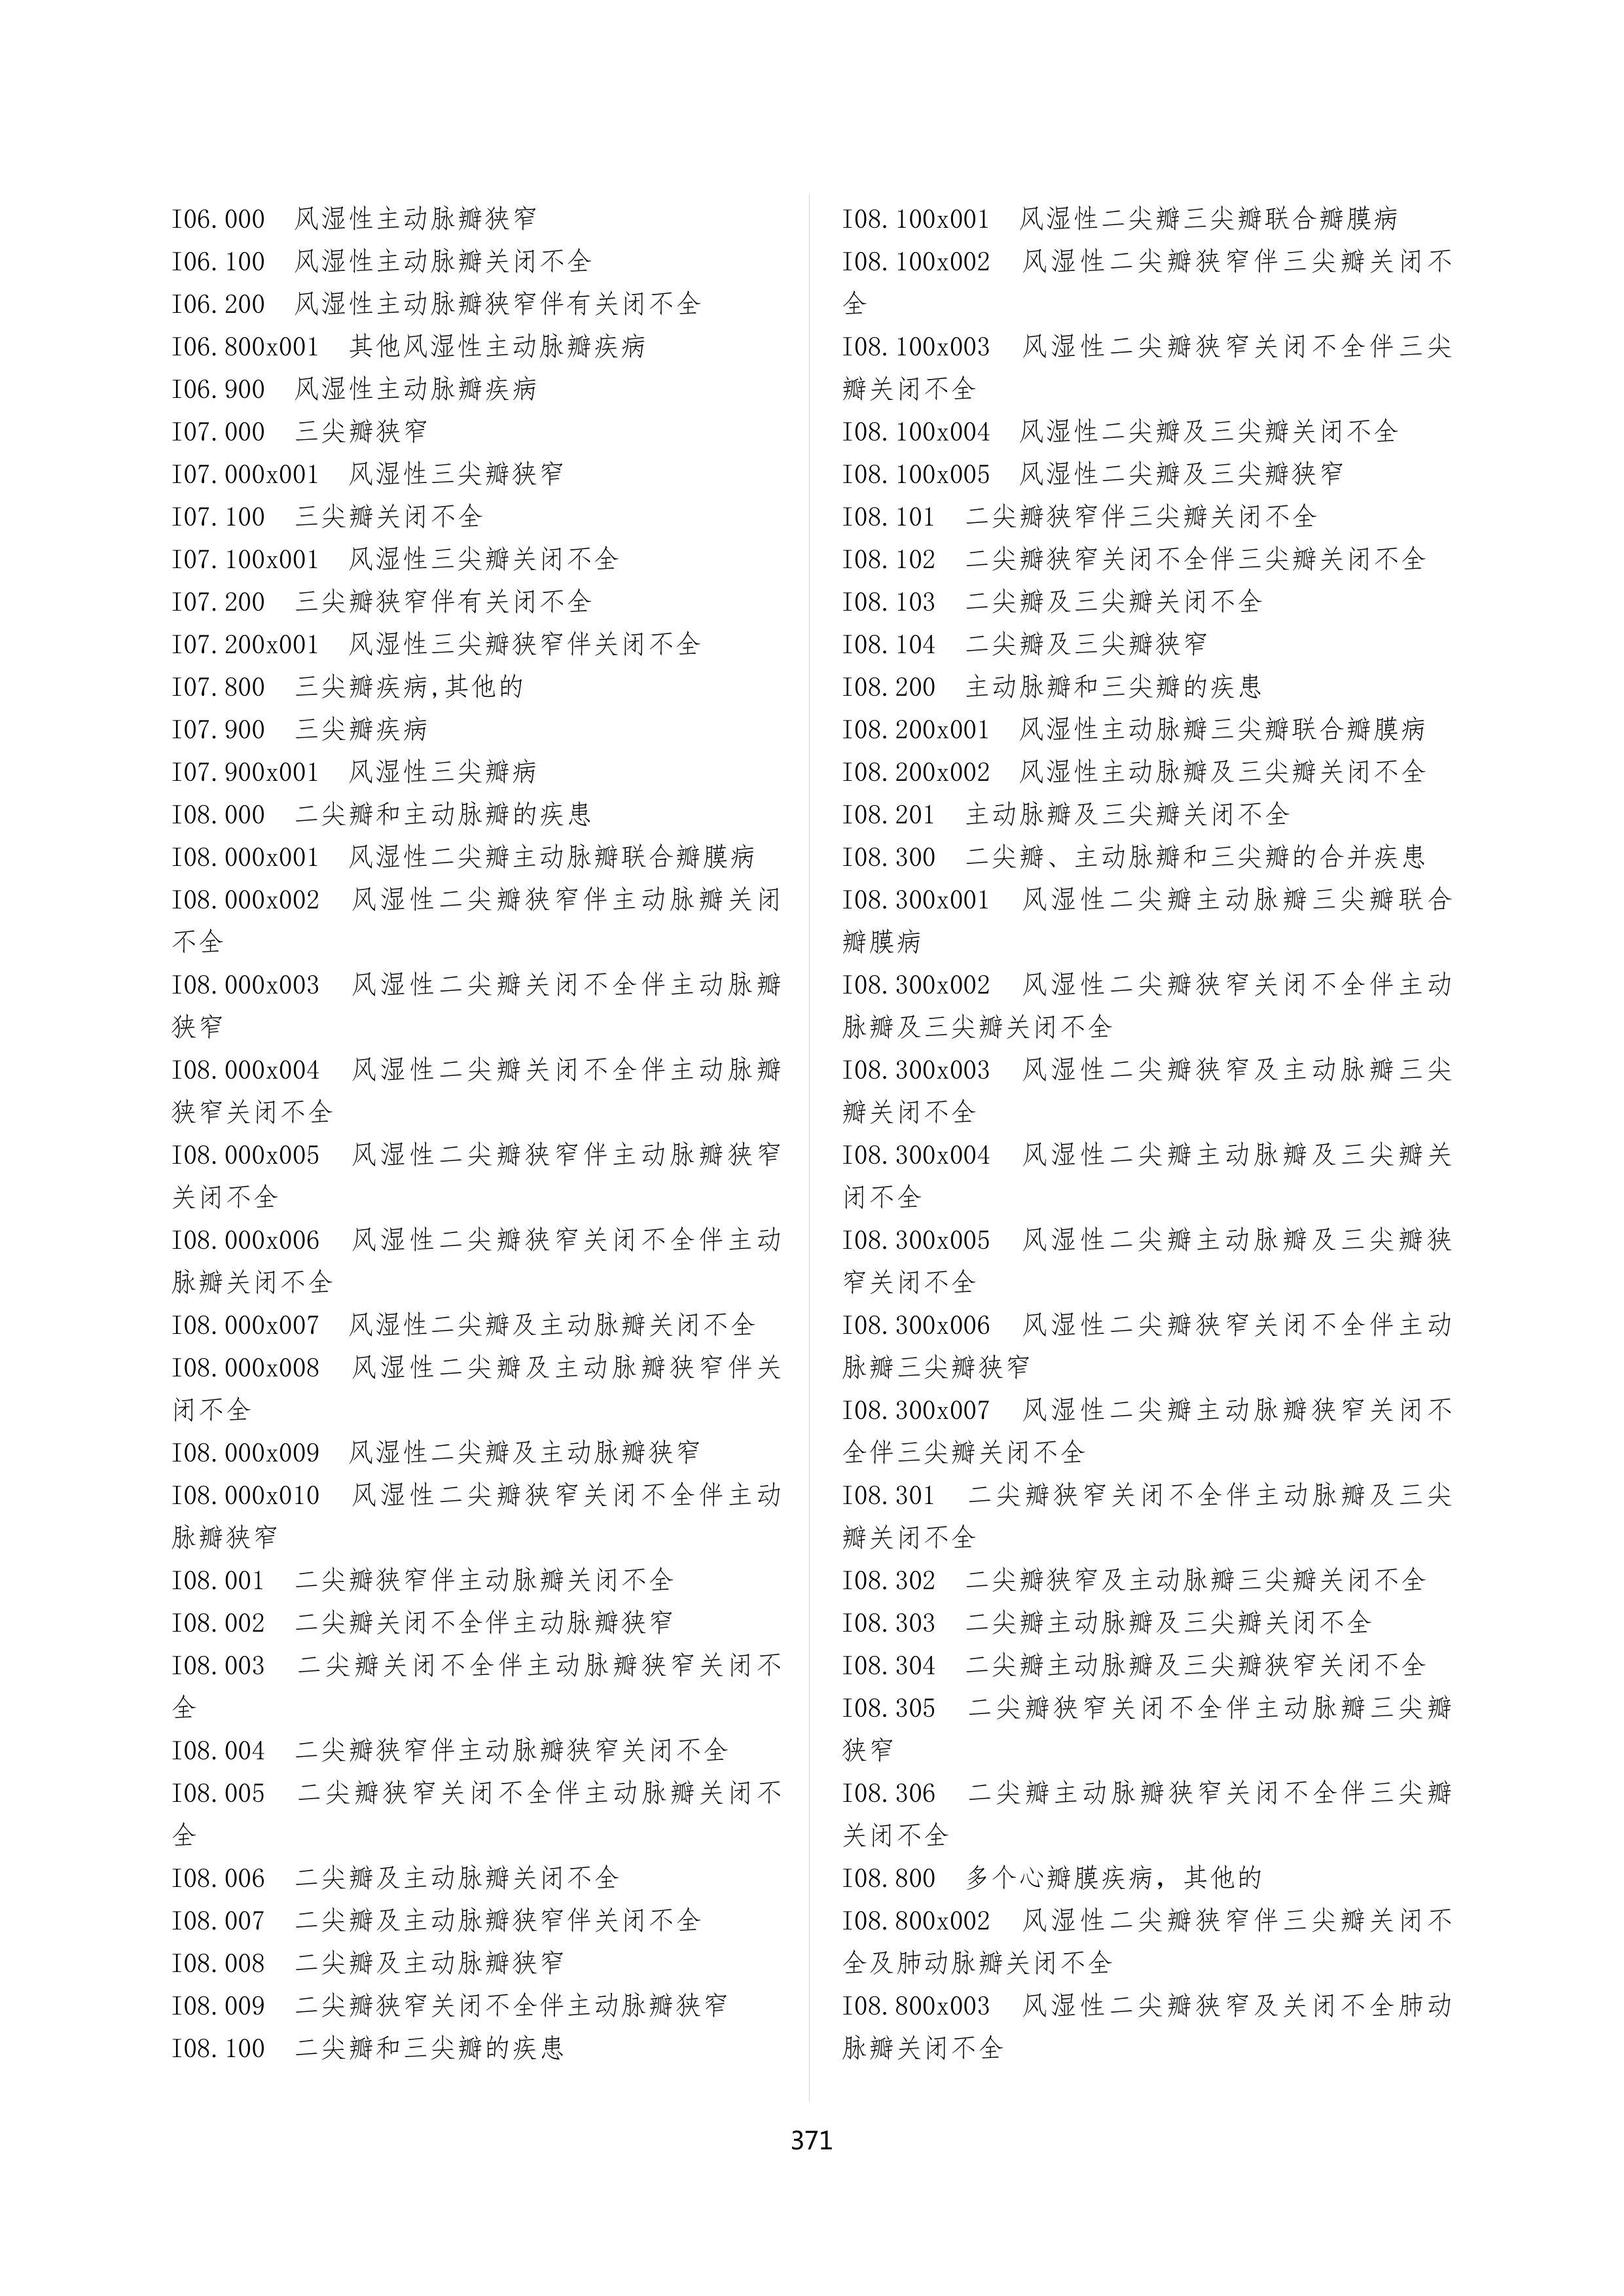 I06.000 风湿性主动脉瓣狭窄
I06.100 风湿性主动脉瓣关闭不全
I06.200 风湿性主动脉瓣狭窄伴有关闭不全
I06.800x001 其他风湿性主动脉瓣疾病
I06.900 风湿性主动脉瓣疾病
I07.000 三尖瓣狭窄
I07.000x001 风湿性三尖瓣狭窄
I07.100 三尖瓣关闭不全
I07.100x001 风湿性三尖瓣关闭不全
I07.200 三尖瓣狭窄伴有关闭不全
I07.200x001 风湿性三尖瓣狭窄伴关闭不全
I07.800 三尖瓣疾病,其他的
I07.900 三尖瓣疾病
I07.900x001 风湿性三尖瓣病
I08.000 二尖瓣和主动脉瓣的疾患
I08.000x001 风湿性二尖瓣主动脉瓣联合瓣膜病
I08.000x002 风湿性二尖瓣狭窄伴主动脉瓣关闭
不全
I08.000x003 风湿性二尖瓣关闭不全伴主动脉瓣
狭窄
I08.000x004 风湿性二尖瓣关闭不全伴主动脉瓣
狭窄关闭不全
I08.000x005 风湿性二尖瓣狭窄伴主动脉瓣狭窄
关闭不全
I08.000x006 风湿性二尖瓣狭窄关闭不全伴主动
脉瓣关闭不全
I08.000x007 风湿性二尖瓣及主动脉瓣关闭不全
I08.000x008 风湿性二尖瓣及主动脉瓣狭窄伴关
闭不全
I08.000x009 风湿性二尖瓣及主动脉瓣狭窄
I08.000x010 风湿性二尖瓣狭窄关闭不全伴主动
脉瓣狭窄
I08.001 二尖瓣狭窄伴主动脉瓣关闭不全
I08.002 二尖瓣关闭不全伴主动脉瓣狭窄
I08.003 二尖瓣关闭不全伴主动脉瓣狭窄关闭不
全
I08.004 二尖瓣狭窄伴主动脉瓣狭窄关闭不全
I08.005 二尖瓣狭窄关闭不全伴主动脉瓣关闭不
全
I08.006 二尖瓣及主动脉瓣关闭不全
I08.007 二尖瓣及主动脉瓣狭窄伴关闭不全
I08.008 二尖瓣及主动脉瓣狭窄
I08.009 二尖瓣狭窄关闭不全伴主动脉瓣狭窄
I08.100 二尖瓣和三尖瓣的疾患
I08.100x001 风湿性二尖瓣三尖瓣联合瓣膜病
I08.100x002 风湿性二尖瓣狭窄伴三尖瓣关闭不
全
I08.100x003 风湿性二尖瓣狭窄关闭不全伴三尖
瓣关闭不全
I08.100x004 风湿性二尖瓣及三尖瓣关闭不全
I08.100x005 风湿性二尖瓣及三尖瓣狭窄
I08.101 二尖瓣狭窄伴三尖瓣关闭不全
I08.102 二尖瓣狭窄关闭不全伴三尖瓣关闭不全
I08.103 二尖瓣及三尖瓣关闭不全
I08.104 二尖瓣及三尖瓣狭窄
I08.200 主动脉瓣和三尖瓣的疾患
I08.200x001 风湿性主动脉瓣三尖瓣联合瓣膜病
I08.200x002 风湿性主动脉瓣及三尖瓣关闭不全
I08.201 主动脉瓣及三尖瓣关闭不全
I08.300 二尖瓣、主动脉瓣和三尖瓣的合并疾患
I08.300x001 风湿性二尖瓣主动脉瓣三尖瓣联合
瓣膜病
I08.300x002 风湿性二尖瓣狭窄关闭不全伴主动
脉瓣及三尖瓣关闭不全
I08.300x003 风湿性二尖瓣狭窄及主动脉瓣三尖
瓣关闭不全
I08.300x004 风湿性二尖瓣主动脉瓣及三尖瓣关
闭不全
I08.300x005 风湿性二尖瓣主动脉瓣及三尖瓣狭
窄关闭不全
I08.300x006 风湿性二尖瓣狭窄关闭不全伴主动
脉瓣三尖瓣狭窄
I08.300x007 风湿性二尖瓣主动脉瓣狭窄关闭不
全伴三尖瓣关闭不全
I08.301 二尖瓣狭窄关闭不全伴主动脉瓣及三尖
瓣关闭不全
I08.302 二尖瓣狭窄及主动脉瓣三尖瓣关闭不全
I08.303 二尖瓣主动脉瓣及三尖瓣关闭不全
I08.304 二尖瓣主动脉瓣及三尖瓣狭窄关闭不全
I08.305 二尖瓣狭窄关闭不全伴主动脉瓣三尖瓣
狭窄
I08.306 二尖瓣主动脉瓣狭窄关闭不全伴三尖瓣
关闭不全
I08.800 多个心瓣膜疾病，其他的
I08.800x002 风湿性二尖瓣狭窄伴三尖瓣关闭不
全及肺动脉瓣关闭不全
I08.800x003 风湿性二尖瓣狭窄及关闭不全肺动
脉瓣关闭不全
371